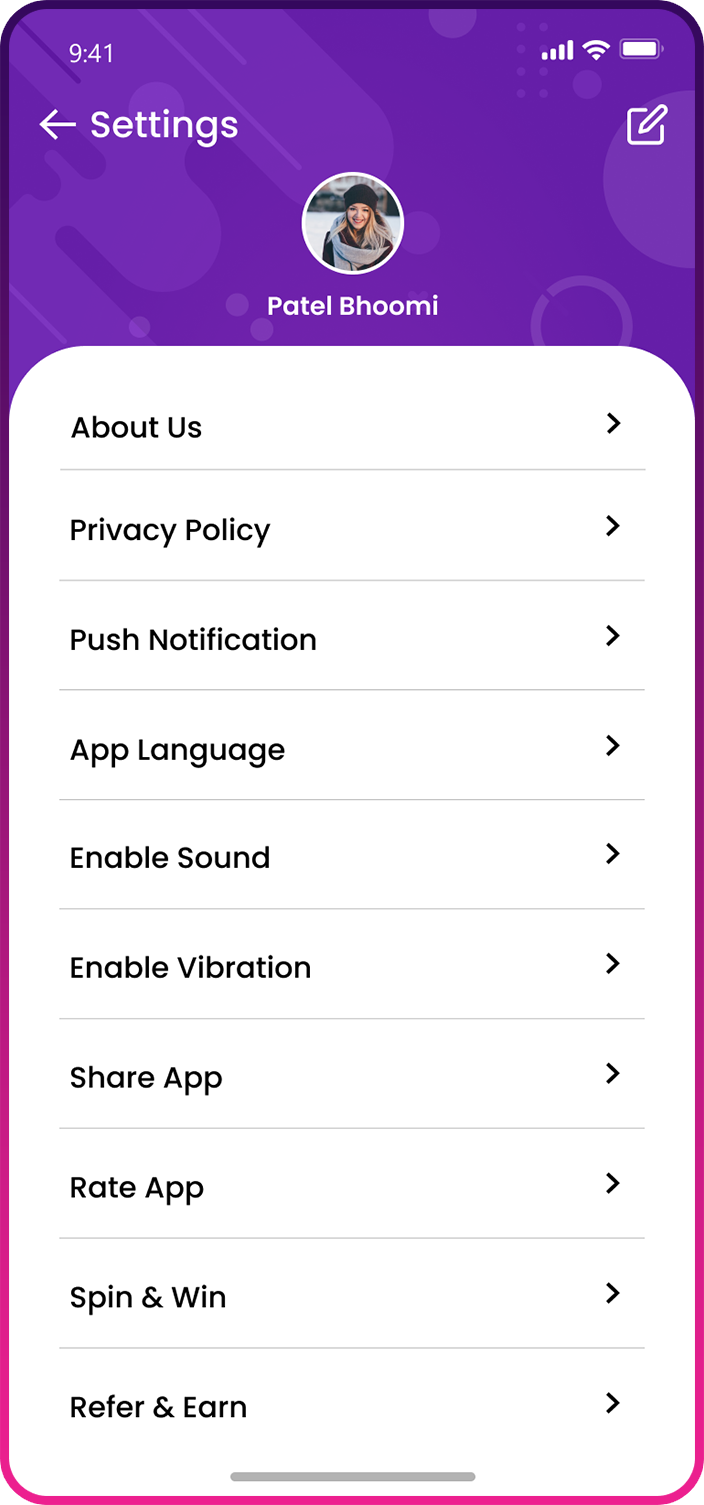 9:41
Settings
Patel Bhoomi
About Us
Privacy Policy
Push Notification
App Language
Enable Sound
Enable Vibration
Share App
Rate App
Spin & Win
Refer & Earn